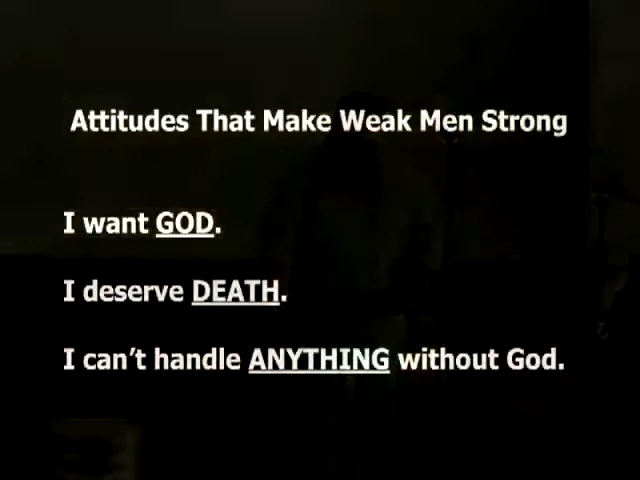 Attitudes That Make Weak Men Strong
I want GOD.
I deserve DEATH.
I can't handle ANYTHING without God.